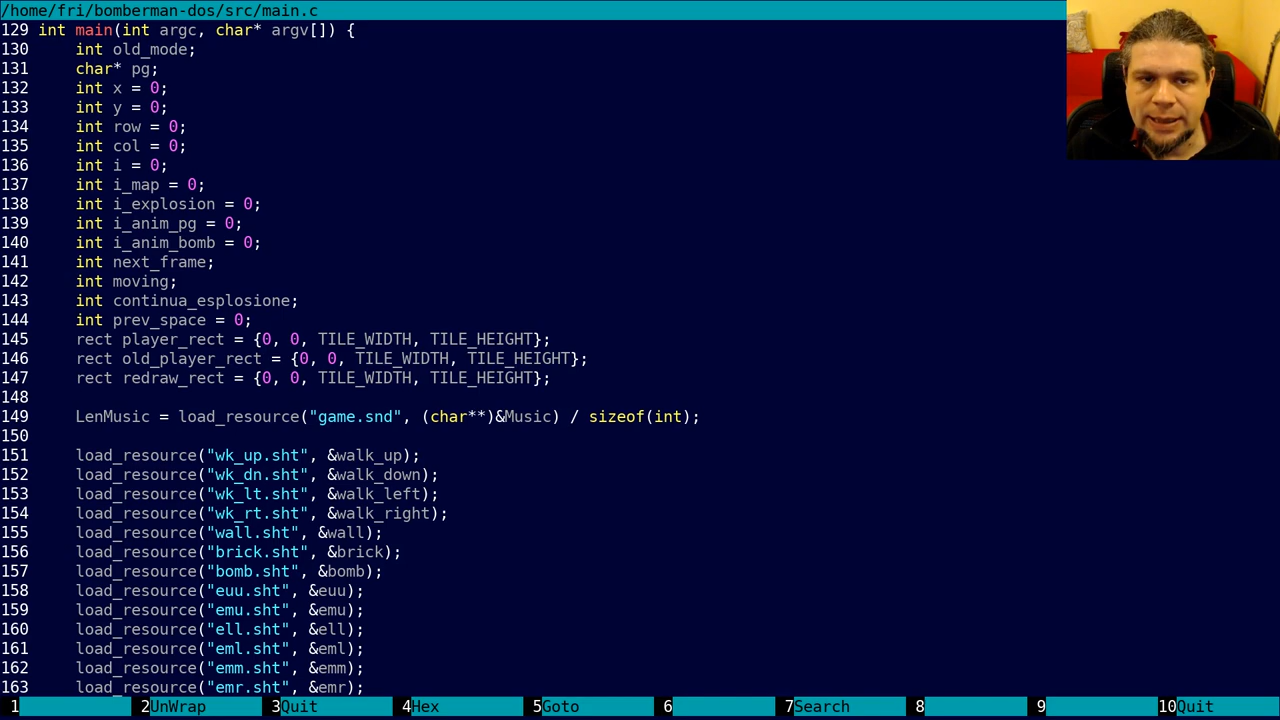 /home/fri/bomberman-dos/src/main.c
129 int main(int argc, char* argv[]) {
130     int old_mode;
131     char* pg;
132     int x = 0;
133     int y = 0;
134     int row = 0;
135     int col = 0;
136     int i = 0;
137     int i_map = 0;
138     int i_explosion = 0;
139     int i_anim_pg = 0;
140     int i_anim_bomb = 0;
141     int next_frame;
142     int moving;
143     int continua_esplosione;
144     int prev_space = 0;
145     rect player_rect = {0, 0, TILE_WIDTH, TILE_HEIGHT};
146     rect old_player_rect = {0, 0, TILE_WIDTH, TILE_HEIGHT};
147     rect redraw_rect = {0, 0, TILE_WIDTH, TILE_HEIGHT};
148
149     LenMusic = load_resource("game.snd", (char**)&Music) / sizeof(int);
150
151     load_resource("wk_up.sht", &walk_up);
152     load_resource("wk_dn.sht", &walk_down);
153     load_resource("wk_lt.sht", &walk_left);
154     load_resource("wk_rt.sht", &walk_right);
155     load_resource("wall.sht", &wall);
156     load_resource("brick.sht", &brick);
157     load_resource("bomb.sht", &bomb);
158     load_resource("euu.sht", &euu);
159     load_resource("emu.sht", &emu);
160     load_resource("ell.sht", &ell);
161     load_resource("eml.sht", &eml);
162     load_resource("emm.sht", &emm);
163     load_resource("emr.sht", &emr);
1 2UnWrap 3Quit 4Hex 5Goto 6 7Search 8 9 10Quit